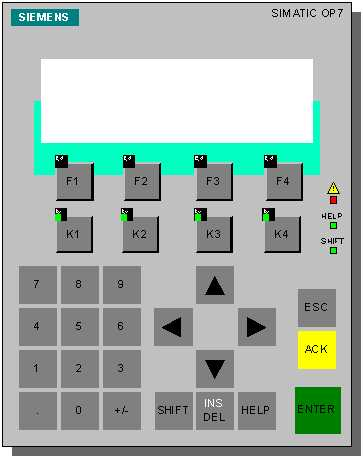 SIEMENS
SIMATIC OP7
F1 F2 F3 F4
K1 K2 K3 K4
HELP
SHIFT
7 8 9
ESC
4 5 6
ACK
1 2 3
. 0 +/- SHIFT INS DEL HELP ENTER